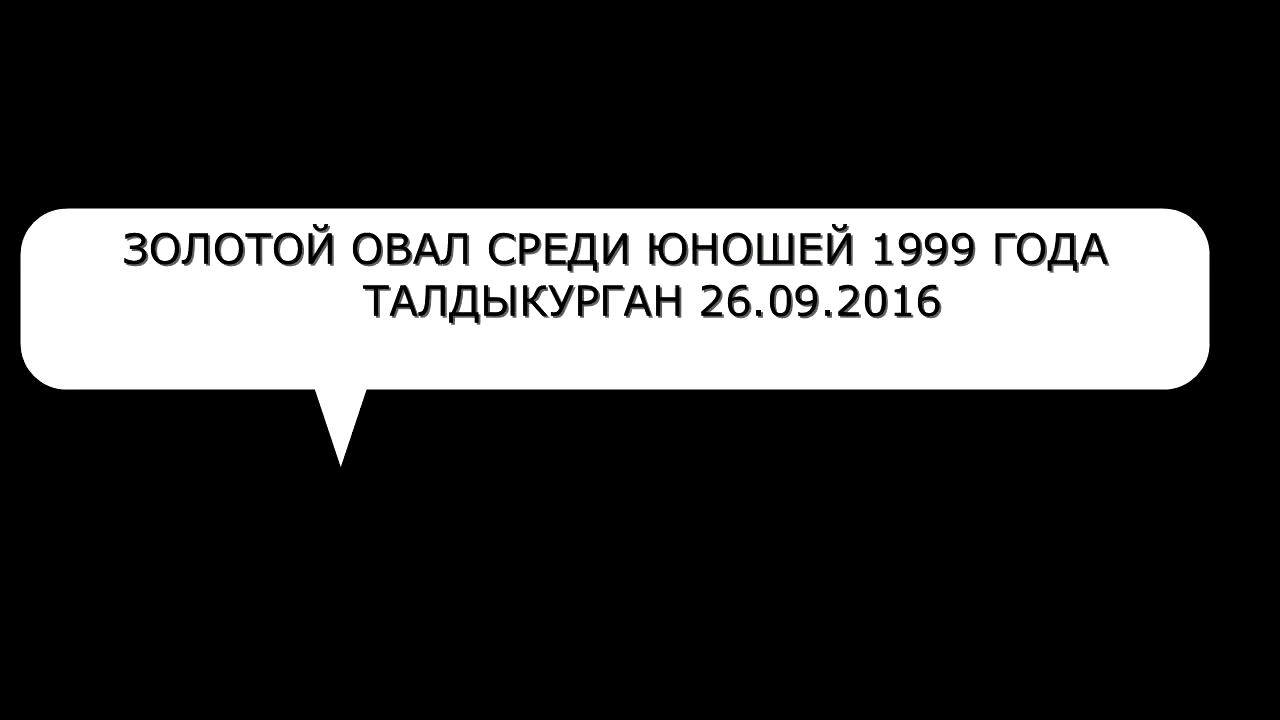 ЗОЛОТОЙ ОВАЛ СРЕДИ ЮНОШЕЙ 1999 ГОДА
ТАЛДЫКУРГАН 26.09.2016